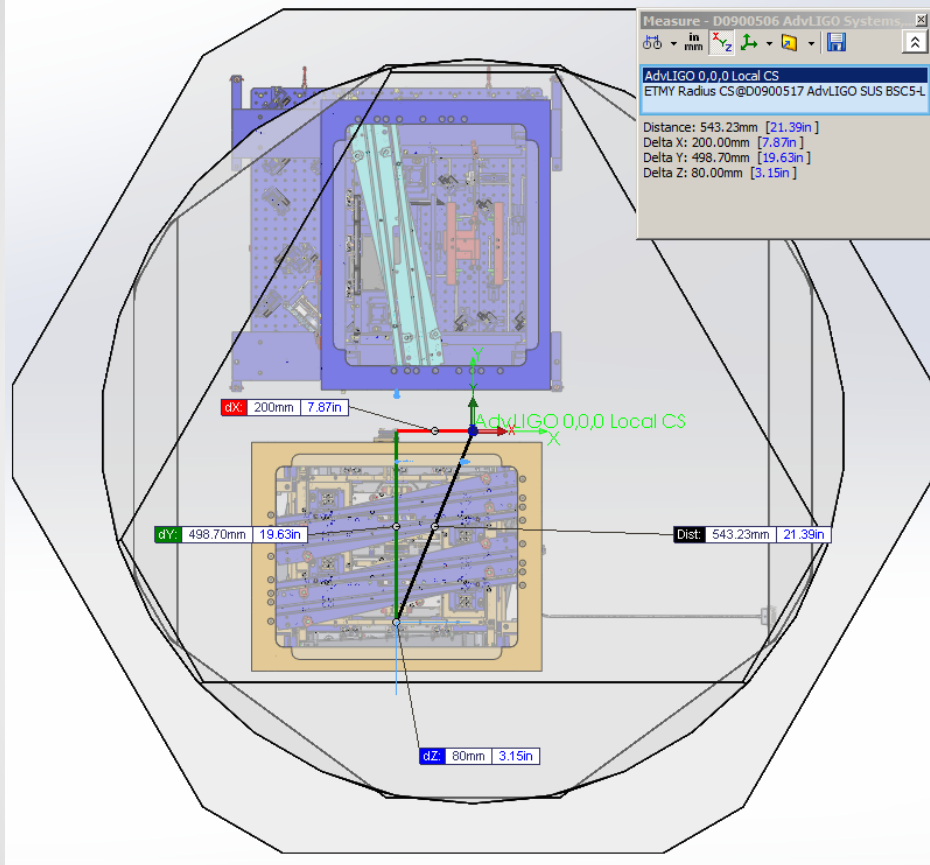 Measure - D0900506 AdvLIGO Systems,...
in
mm
X Y Z
AdvLIGO 0,0,0 Local CS
ETMY Radius CS@D0900517 AdvLIGO SUS BSC5-L
Distance: 543.23mm [21.39in ]
Delta X: 200.00mm [7.87in ]
Delta Y: 498.70mm [19.63in ]
Delta Z: 80.00mm [3.15in ]
Y
Y
dX: 200mm 7.87in
AdvLIGO 0,0,0 Local CS
X
X
dY: 498.70mm 19.63in
Dist: 543.23mm 21.39in
dZ: 80mm 3.15in